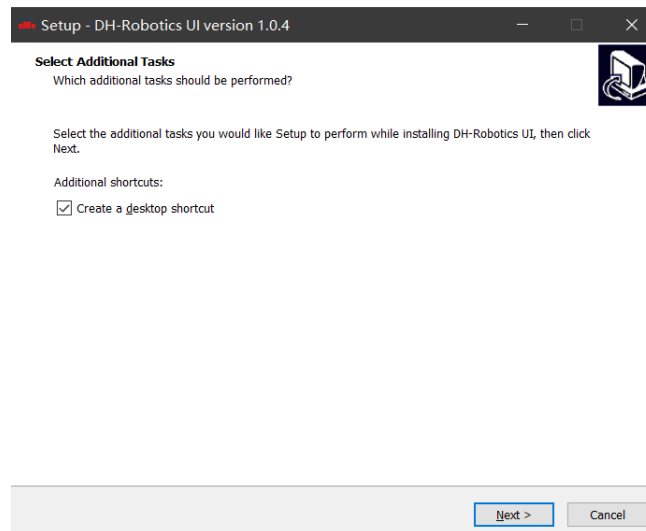 Setup - DH-Robotics UI version 1.0.4
Select Additional Tasks
Which additional tasks should be performed?
Select the additional tasks you would like Setup to perform while installing DH-Robotics UI, then click
Next.
Additional shortcuts:
Create a desktop shortcut
Next >
Cancel